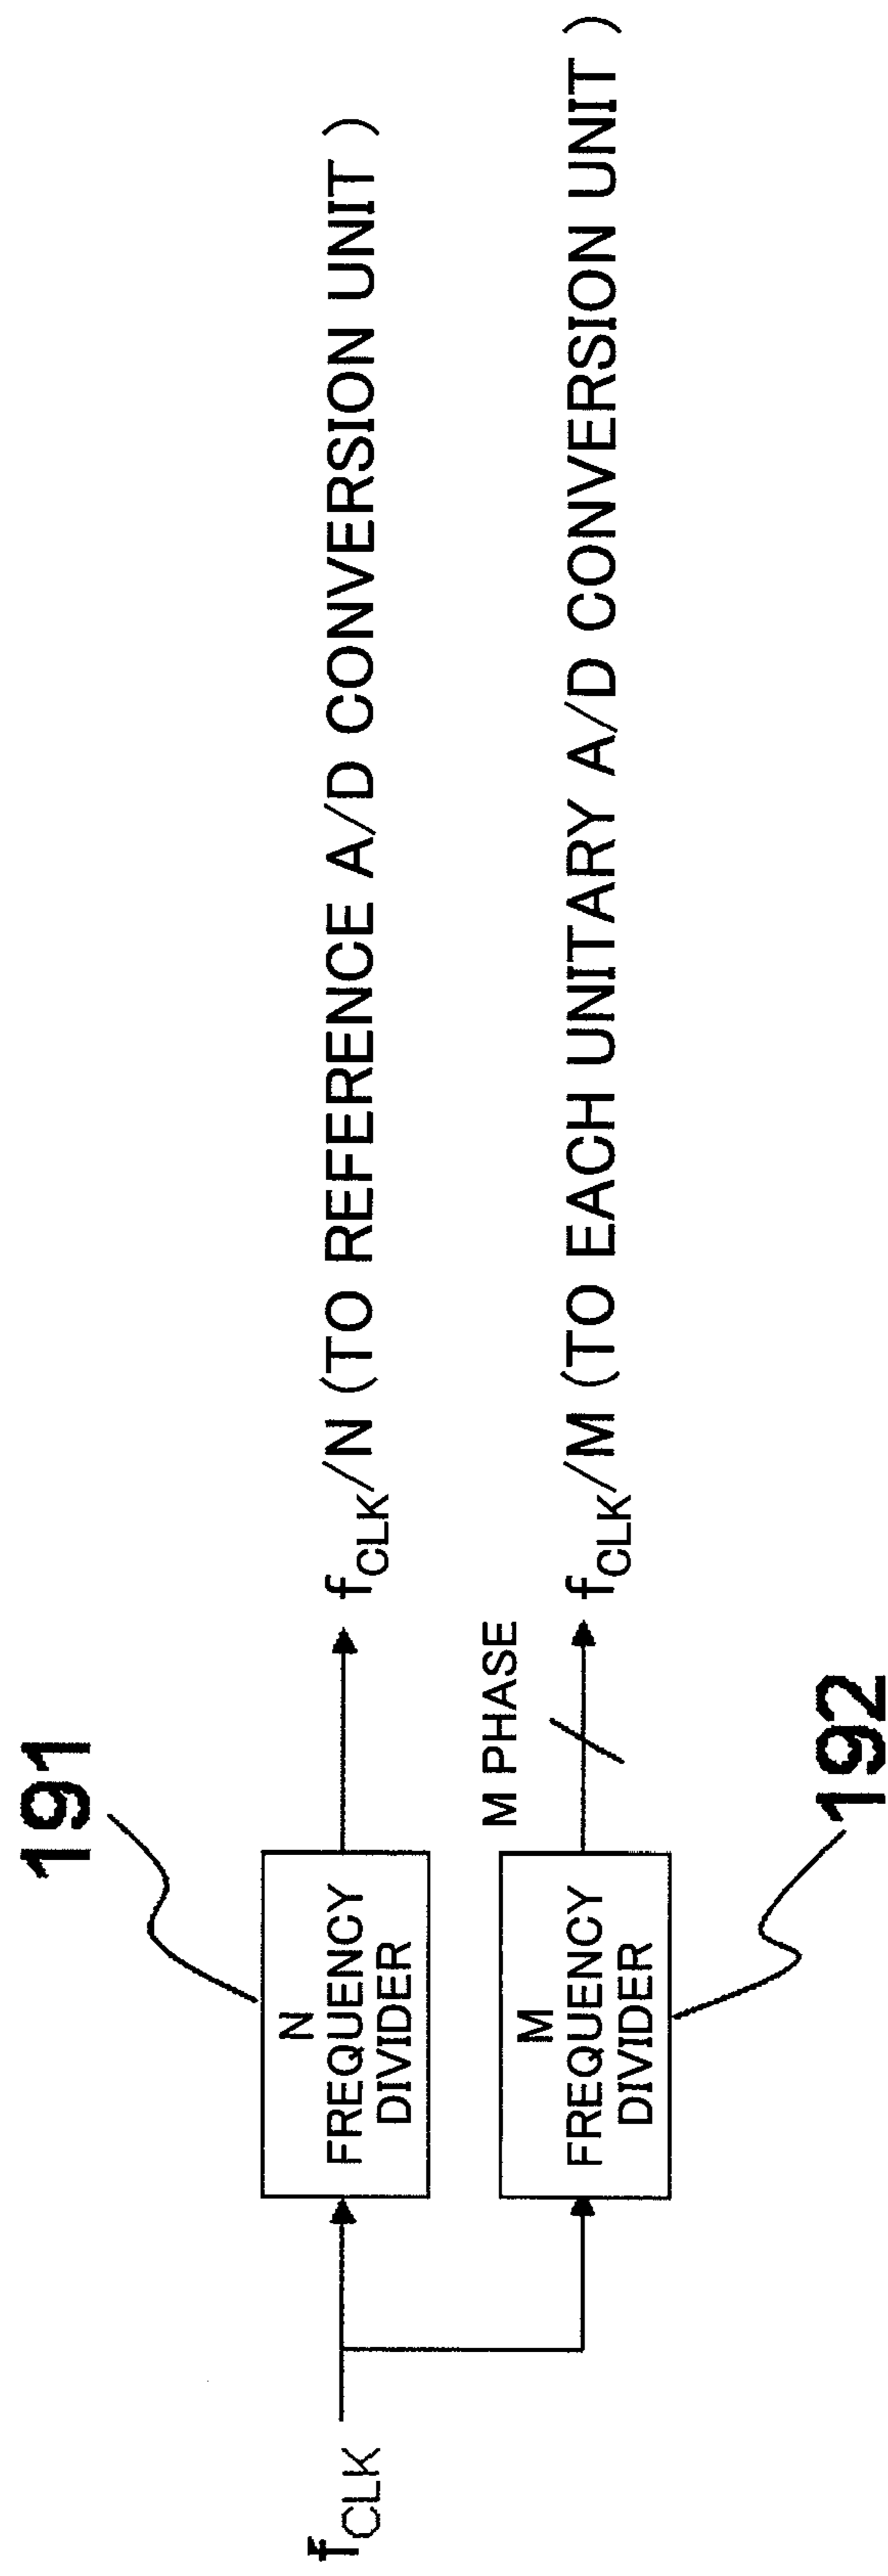 191
f_CLK
N
FREQUENCY
DIVIDER
f_CLK/N (TO REFERENCE A/D CONVERSION UNIT)
M PHASE
M
FREQUENCY
DIVIDER
f_CLK/M (TO EACH UNITARY A/D CONVERSION UNIT)
192